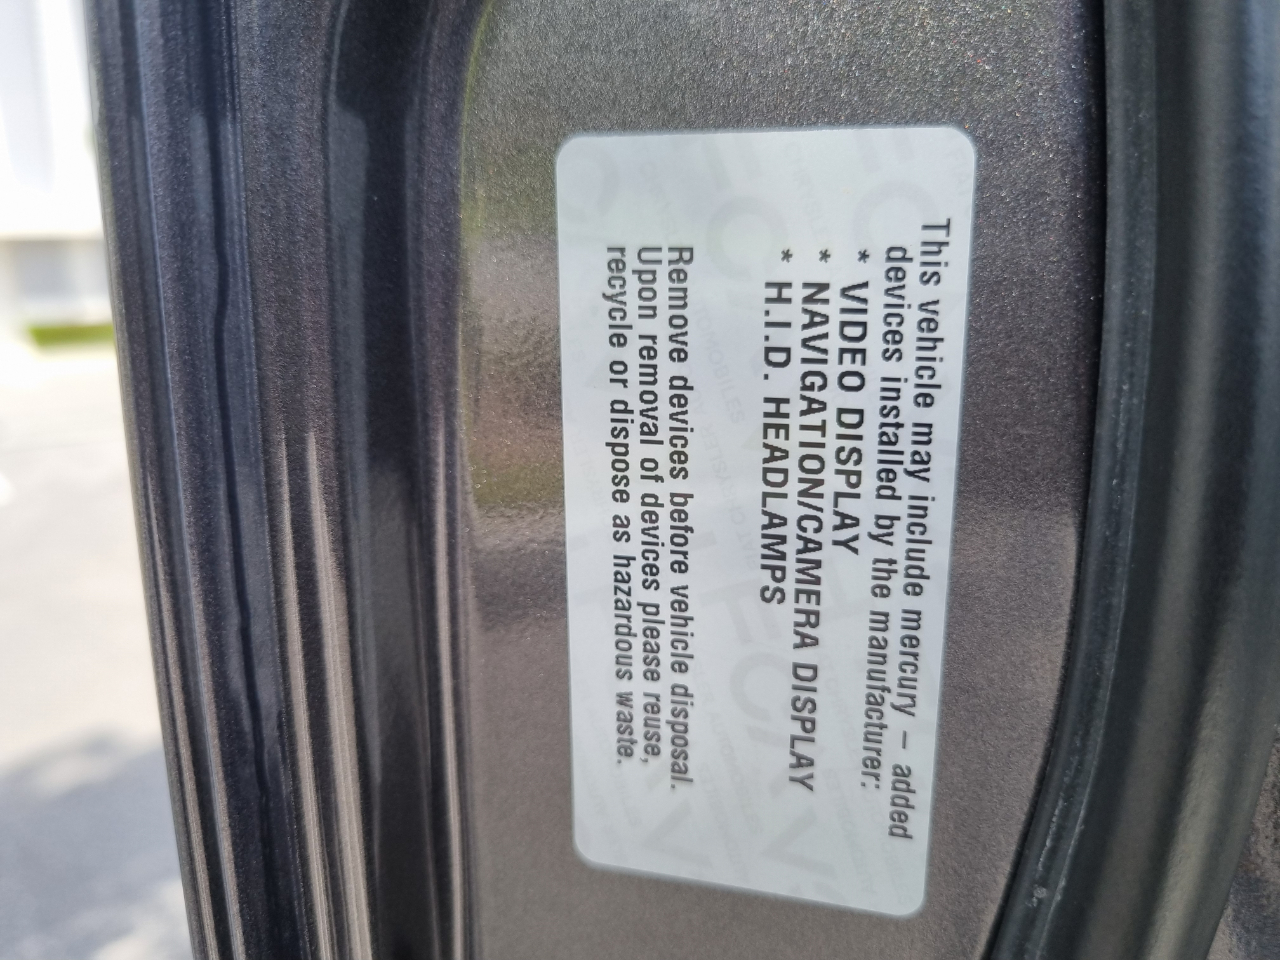 This vehicle may include mercury – added
devices installed by the manufacturer:
* VIDEO DISPLAY
* NAVIGATION/CAMERA DISPLAY
* H.I.D. HEADLAMPS
Remove devices before vehicle disposal.
Upon removal of devices please reuse,
recycle or dispose as hazardous waste.